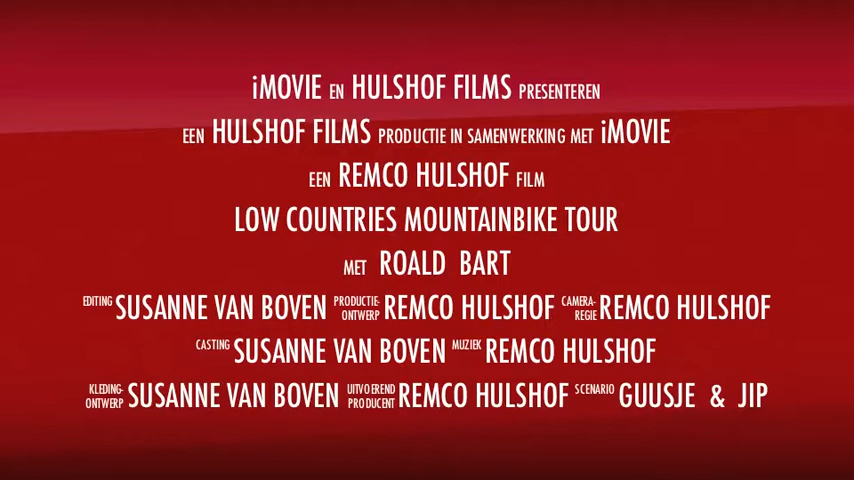 iMOVIE EN HULSHOF FILMS PRESENTEREN
EEN HULSHOF FILMS PRODUCTIE IN SAMENWERKING MET iMOVIE
EEN REMCO HULSHOF FILM
LOW COUNTRIES MOUNTAINBIKE TOUR
MET ROALD BART
EDITING SUSANNE VAN BOVEN PRODUCTIE-ONTWERP REMCO HULSHOF CAMERA-REGIE REMCO HULSHOF
CASTING SUSANNE VAN BOVEN MUZIEK REMCO HULSHOF
KLEDING-ONTWERP SUSANNE VAN BOVEN UITVOEREND PRODUCENT REMCO HULSHOF SCENARIO GUUSJE & JIP